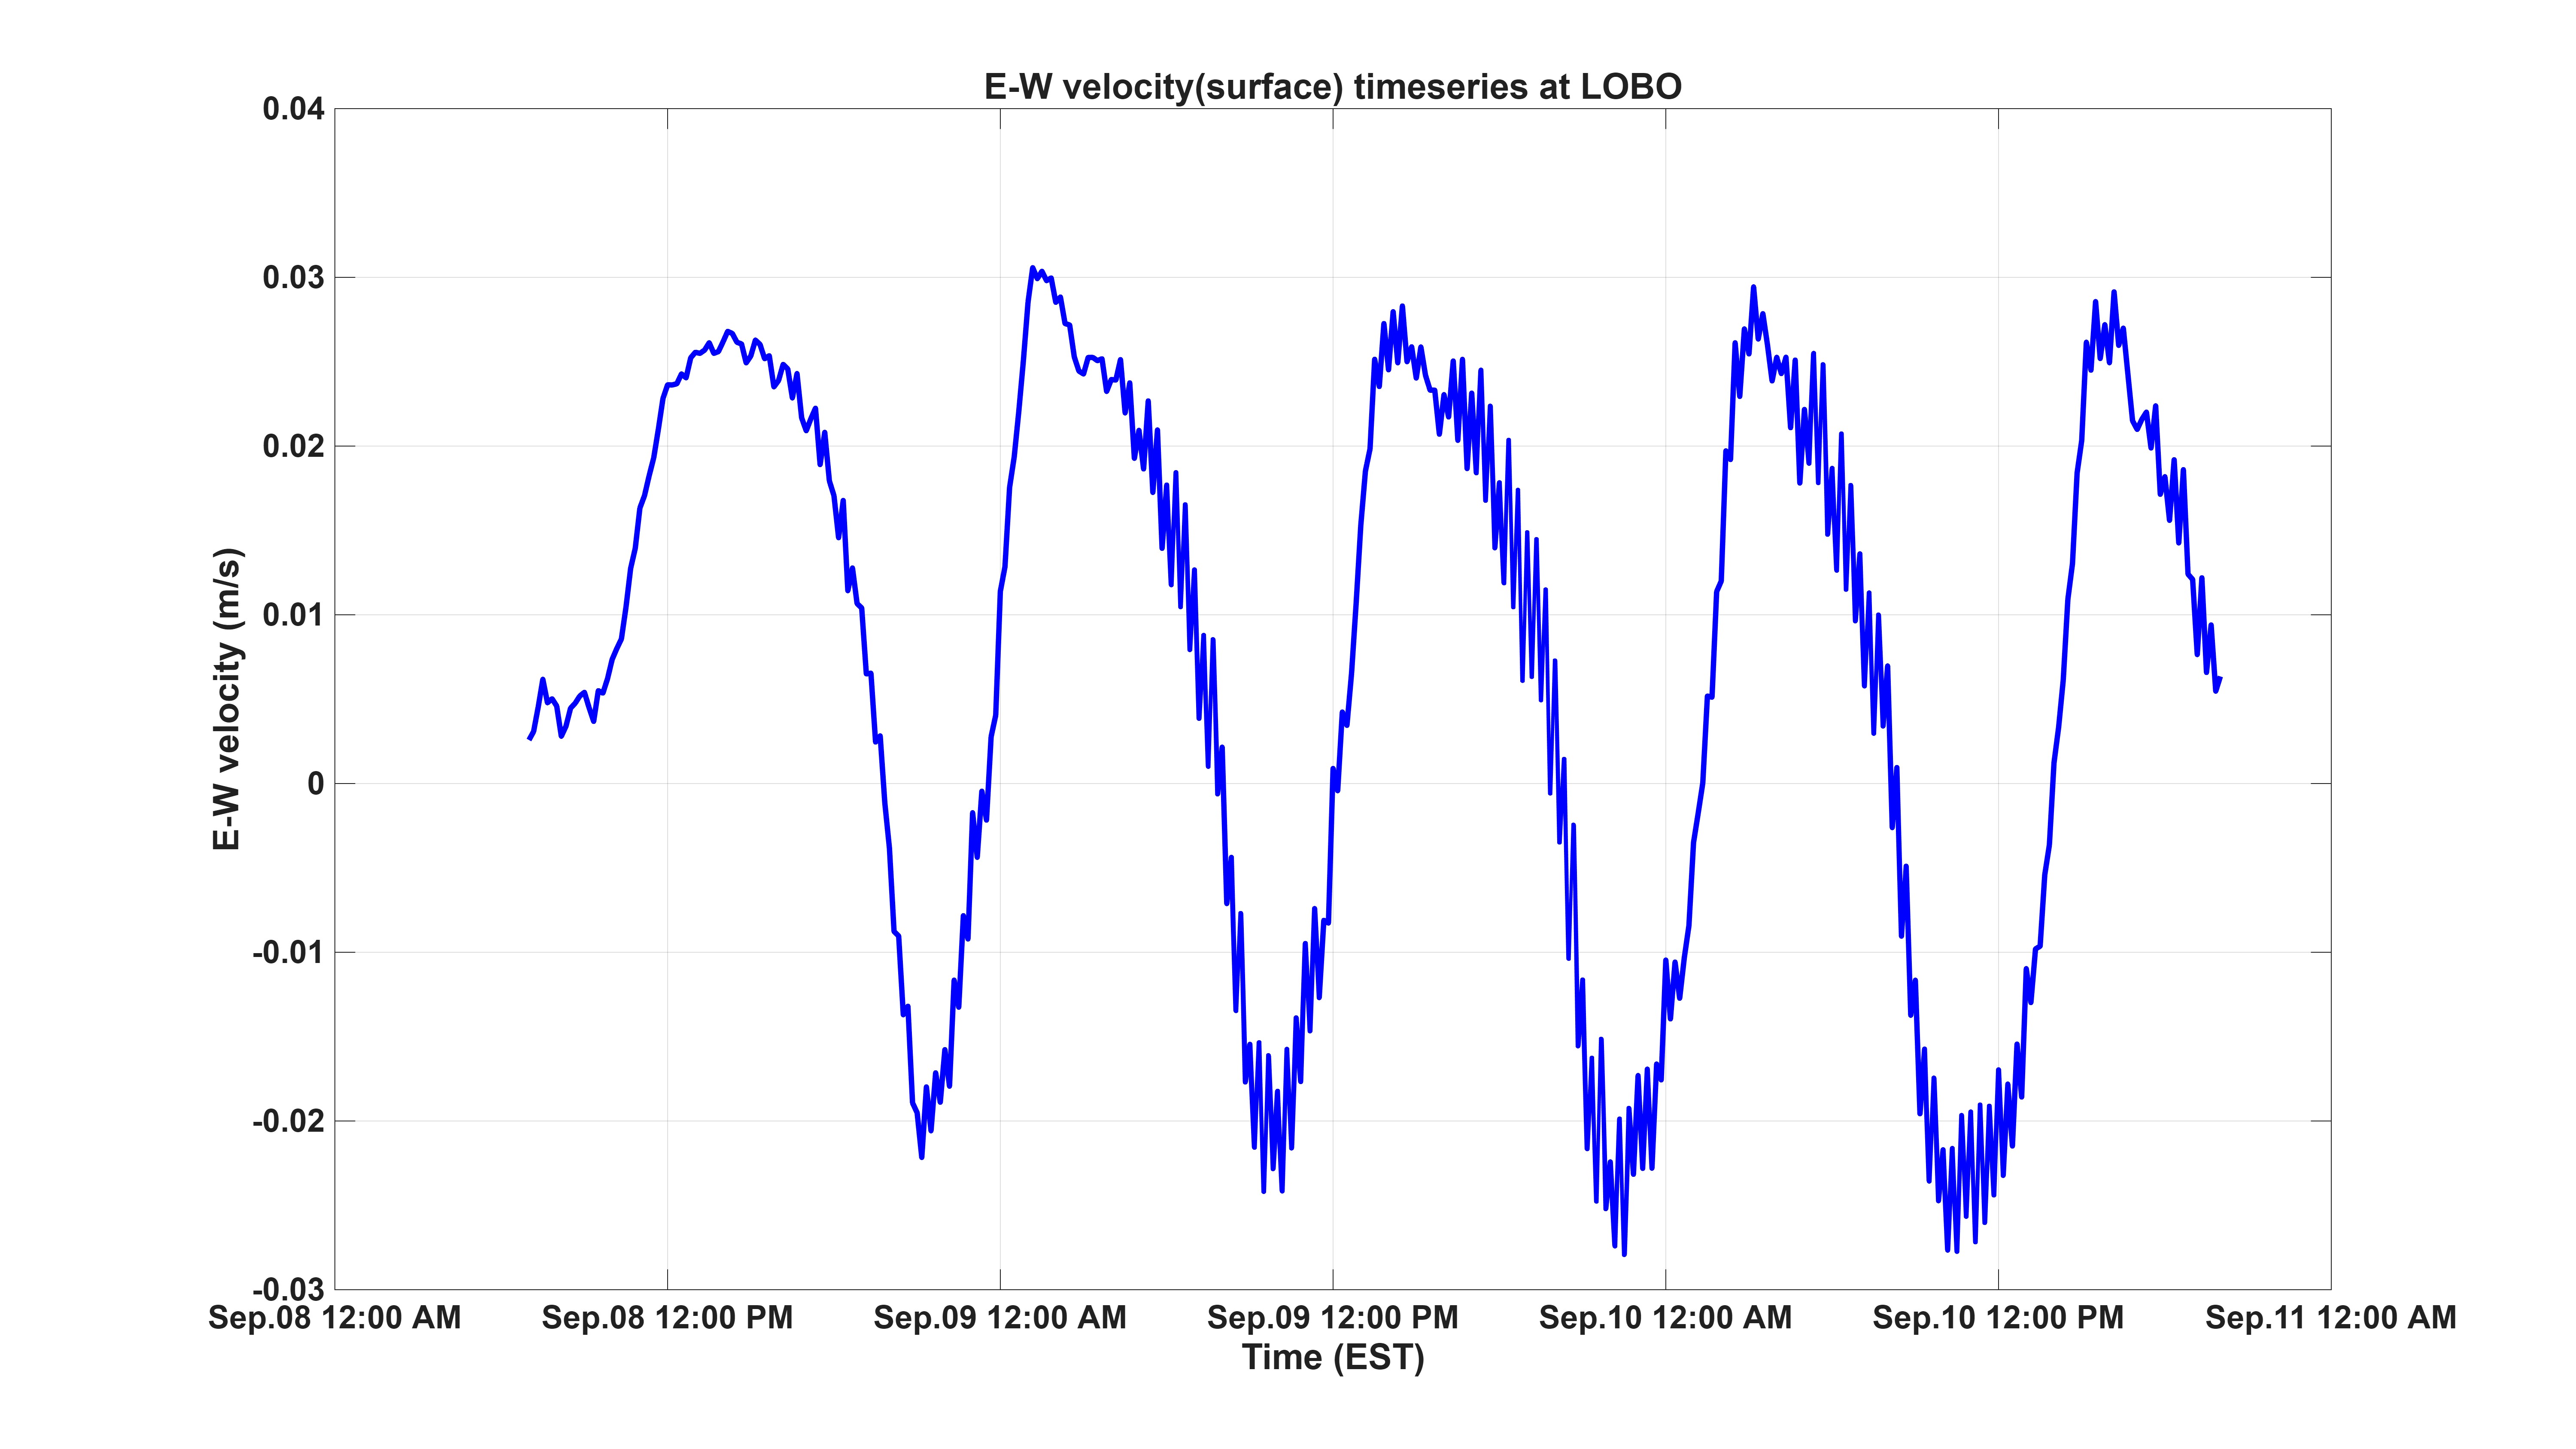 E-W velocity(surface) timeseries at LOBO
0.04
0.03
0.02
0.01
0
-0.01
-0.02
-0.03
E-W velocity (m/s)
Sep.08 12:00 AM Sep.08 12:00 PM Sep.09 12:00 AM Sep.09 12:00 PM Sep.10 12:00 AM Sep.10 12:00 PM Sep.11 12:00 AM
Time (EST)